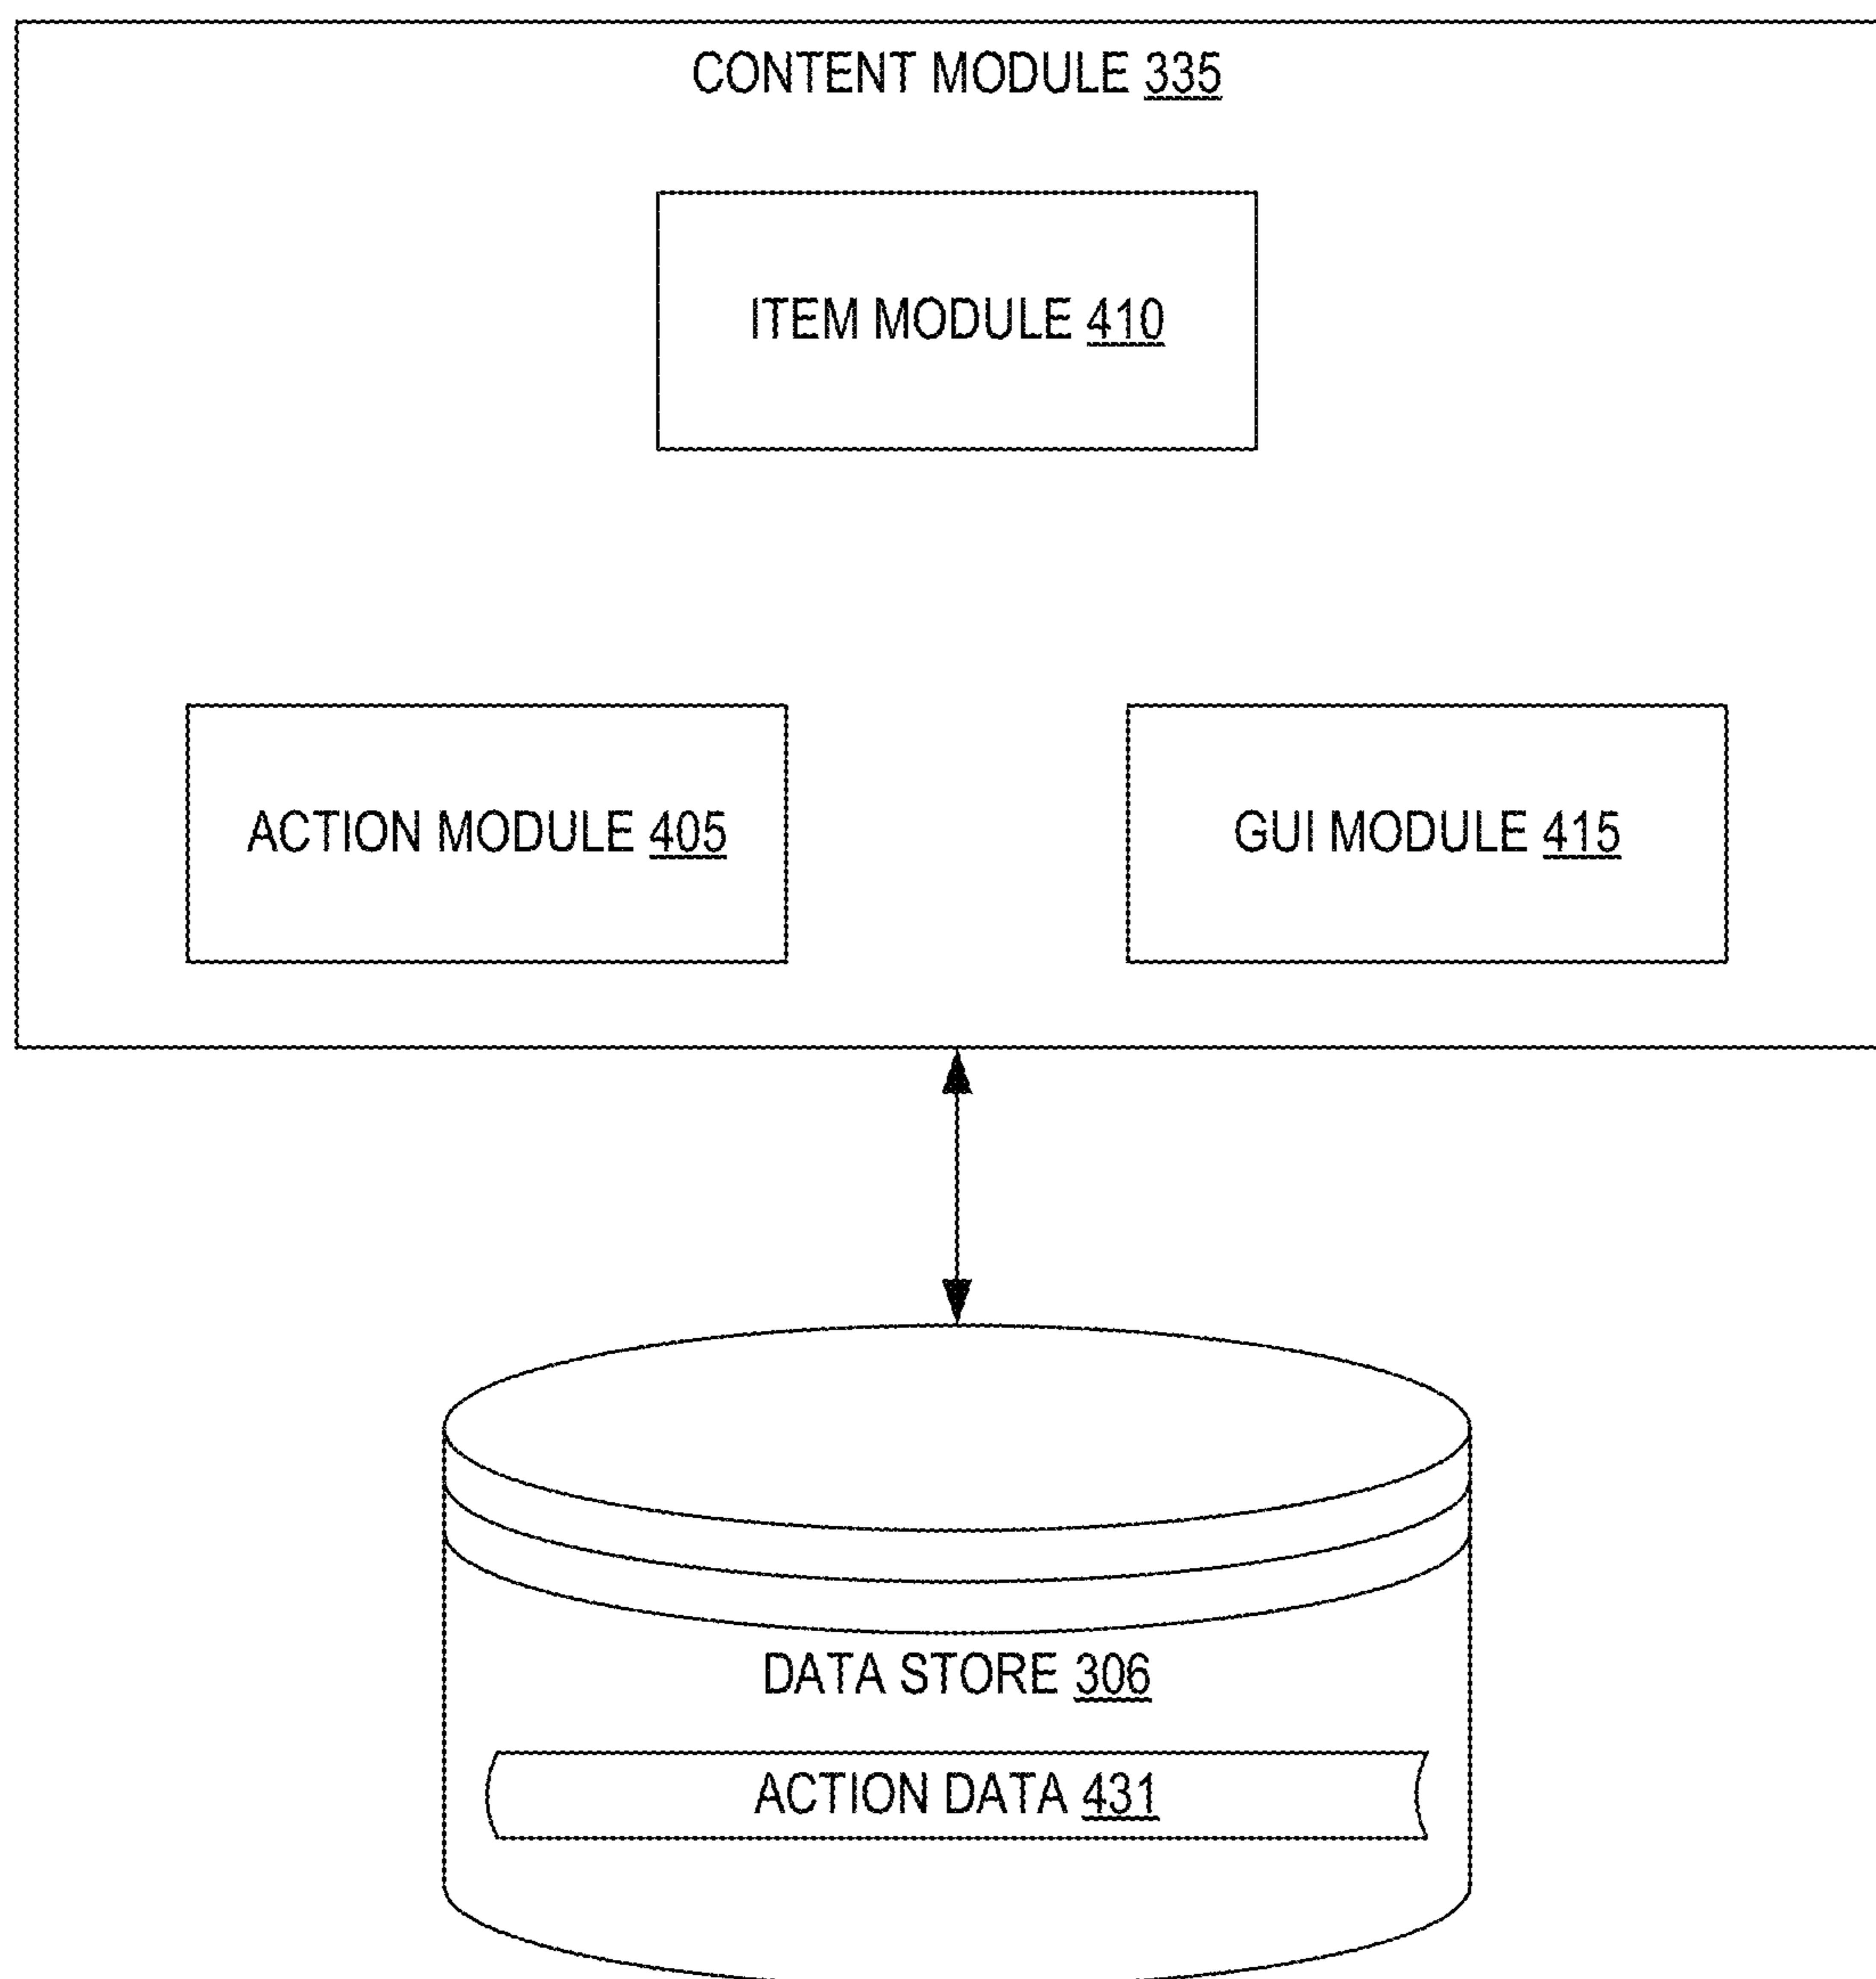 CONTENT MODULE 335
ITEM MODULE 410
ACTION MODULE 405
GUI MODULE 415
DATA STORE 306
ACTION DATA 431